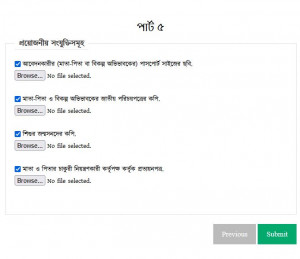 পার্ট ৫
প্রয়োজনীয় সংযুক্তিসমূহ
আবেদনকারীর (মাতা-পিতা বা বিকল্প অভিভাবকের) পাসপোর্ট সাইজের ছবি.
Browse... No file selected.
মাতা-পিতা ও বিকল্প অভিভাবকের জাতীয় পরিচয়পত্রের কপি.
Browse... No file selected.
শিশুর জন্মসনদের কপি.
Browse... No file selected.
মাতা ও পিতার চাকুরী নিয়ন্ত্রণকারী কর্তৃপক্ষ কর্তৃক প্রত্যয়নপত্র.
Browse... No file selected.
Previous Submit